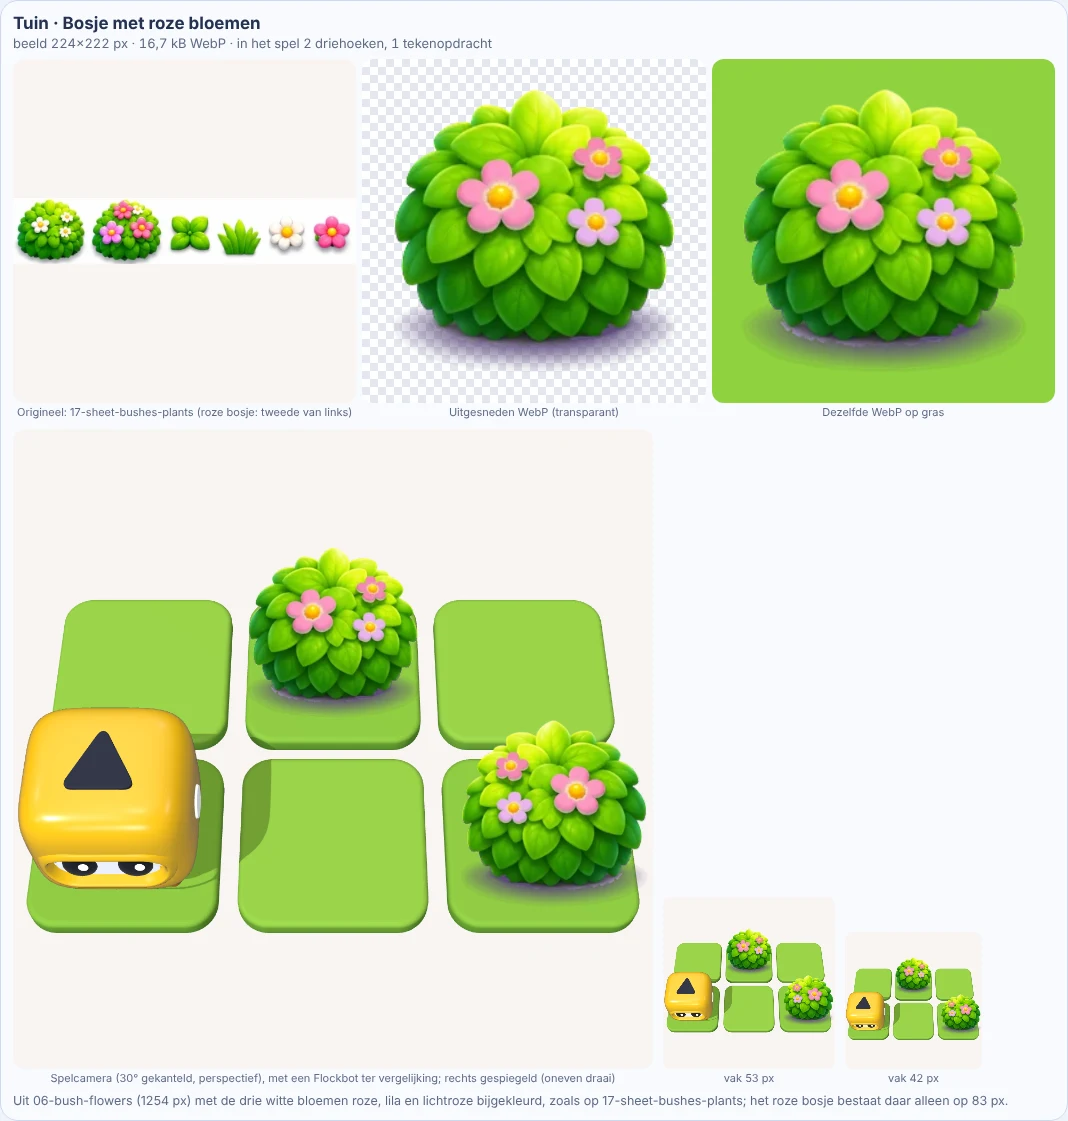 Tuin · Bosje met roze bloemen
beeld 224×222 px · 16,7 kB WebP · in het spel 2 driehoeken, 1 tekenopdracht
Origineel: 17-sheet-bushes-plants (roze bosje: tweede van links)
Uitgesneden WebP (transparant)
Dezelfde WebP op gras
Spelcamera (30° gekanteld, perspectief), met een Flockbot ter vergelijking; rechts gespiegeld (oneven draai)
vak 53 px
vak 42 px
Uit 06-bush-flowers (1254 px) met de drie witte bloemen roze, lila en lichtroze bijgekleurd, zoals op 17-sheet-bushes-plants; het roze bosje bestaat daar alleen op 83 px.